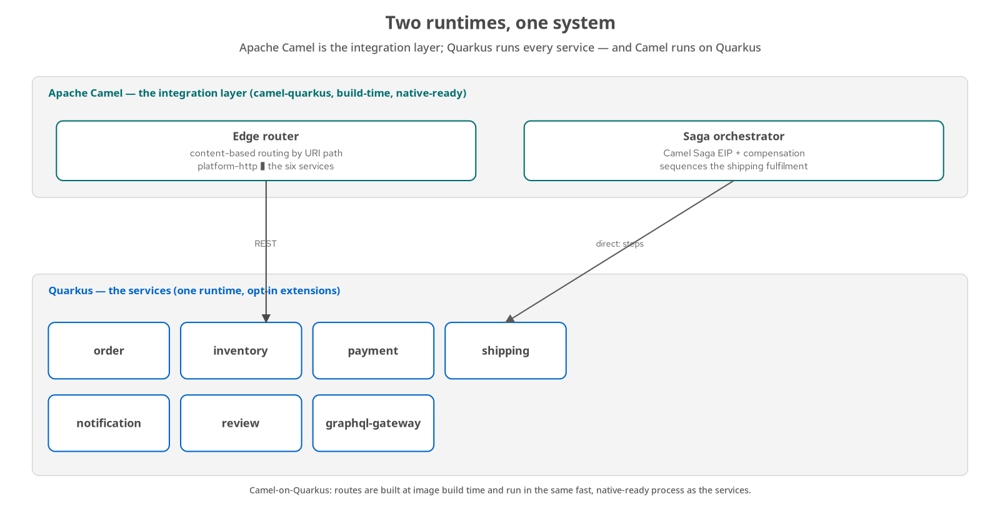 Two runtimes, one system
Apache Camel is the integration layer; Quarkus runs every service — and Camel runs on Quarkus
Apache Camel — the integration layer (camel-quarkus, build-time, native-ready)
Edge router
content-based routing by URI path
platform-http ▮ the six services
Saga orchestrator
Camel Saga EIP + compensation
sequences the shipping fulfilment
REST
direct: steps
Quarkus — the services (one runtime, opt-in extensions)
order
inventory
payment
shipping
notification
review
graphql-gateway
Camel-on-Quarkus: routes are built at image build time and run in the same fast, native-ready process as the services.